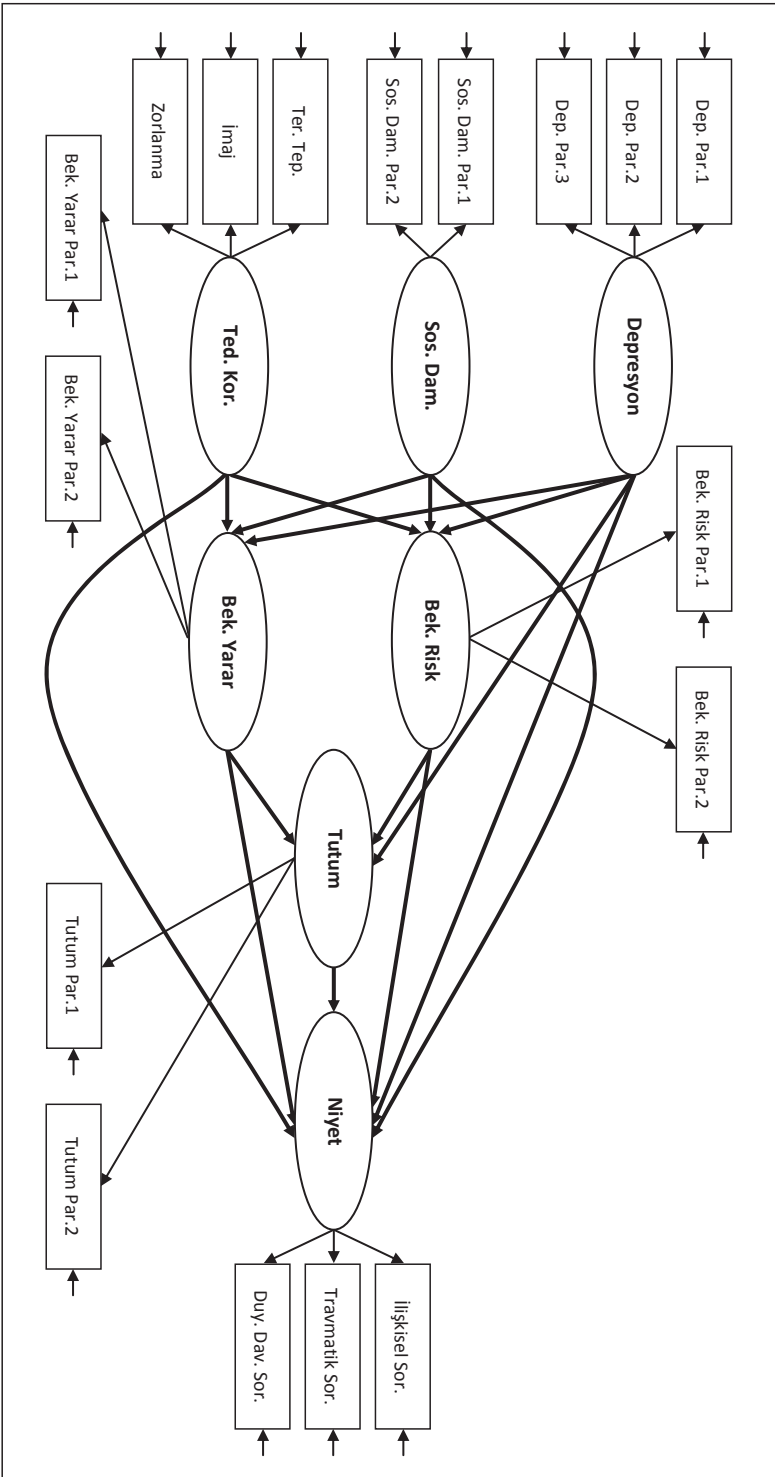 Dep. Par.1
Dep. Par.2
Dep. Par.3
Sos. Dam. Par.1
Sos. Dam. Par.2
Ter. Tep.
İmaj
Zorlanma
Depresyon
Sos. Dam.
Ted. Kor.
Bek. Risk Par.1
Bek. Risk Par.2
Bek. Risk
Bek. Yarar
Bek. Yarar Par.1
Bek. Yarar Par.2
Tutum
Tutum Par.1
Tutum Par.2
Niyet
İlişkisel Sor.
Travmatik Sor.
Duy. Dav. Sor.